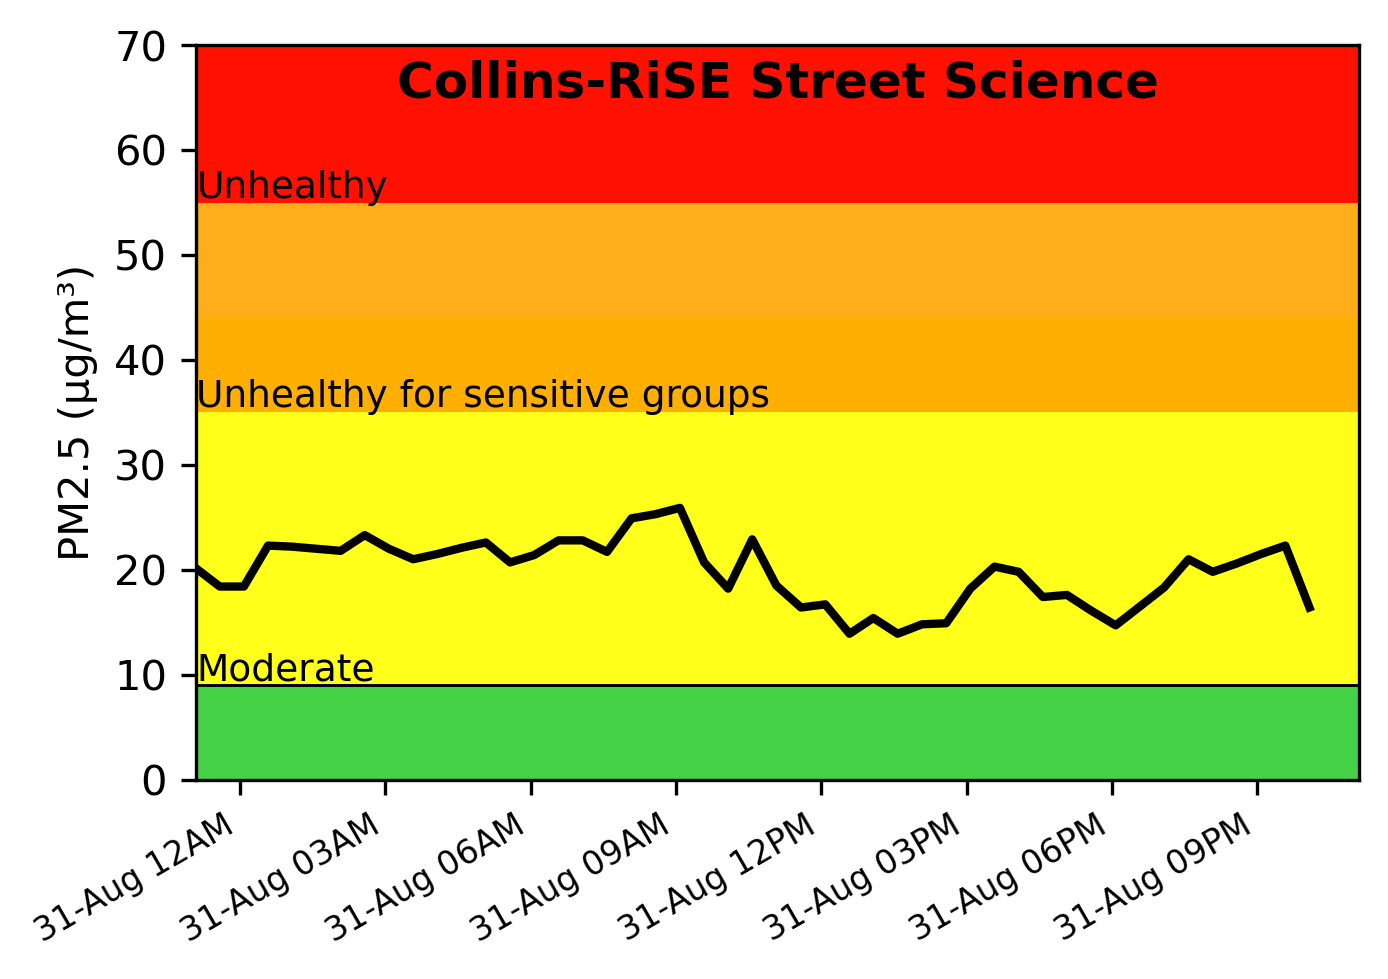 Collins-RiSE Street Science
PM2.5 (µg/m³)
70
60
50
40
30
20
10
0
Unhealthy
Unhealthy for sensitive groups
Moderate
31-Aug 12AM
31-Aug 03AM
31-Aug 06AM
31-Aug 09AM
31-Aug 12PM
31-Aug 03PM
31-Aug 06PM
31-Aug 09PM